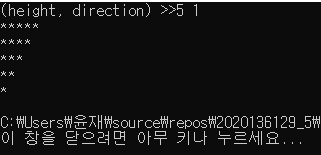 (height, direction) >>5 1
*****
****
***
**
*
C:₩Users₩윤재₩source₩repos₩2020136129_5₩
이 창을 닫으려면 아무 키나 누르세요...